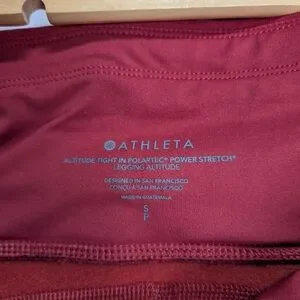 ATHLETA
ALTITUDE TIGHT IN POLARTEC® POWER STRETCH®
LEGGING ALTITUDE
DESIGNED IN SAN FRANCISCO
CONÇU À SAN FRANCISCO
MADE IN GUATEMALA
S
P